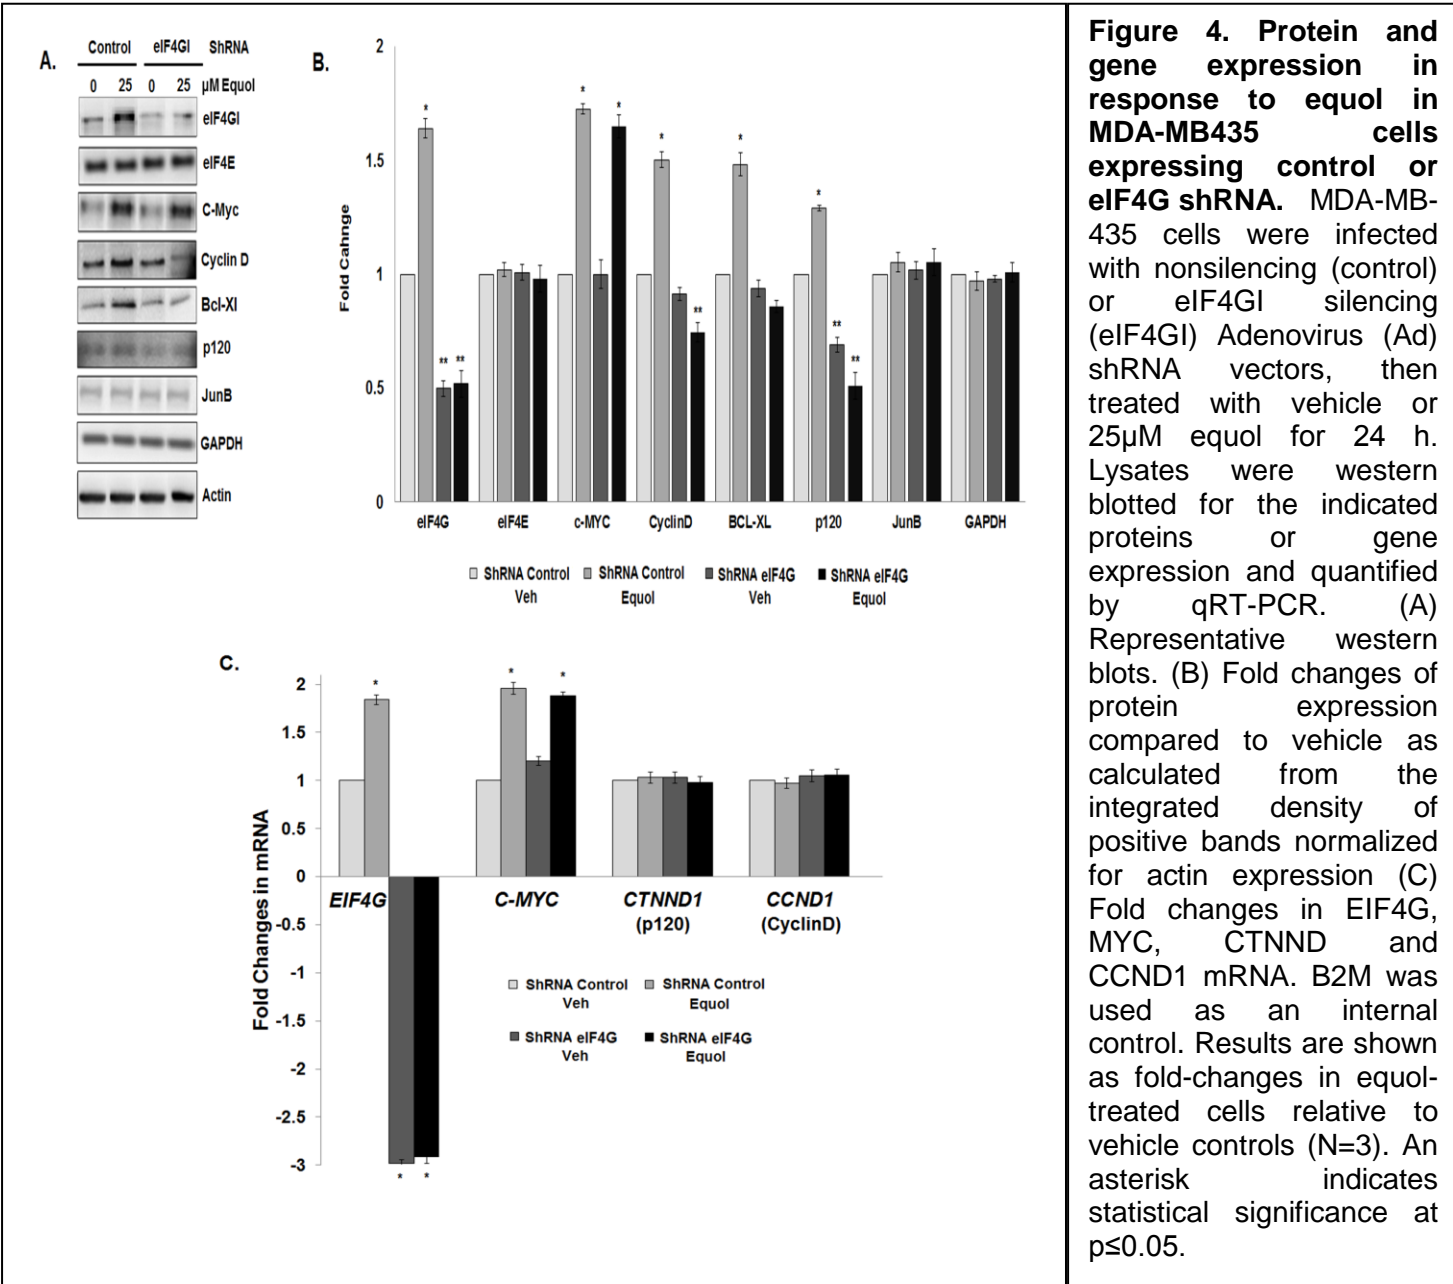 A.
Control eIF4GI ShRNA
0 25 0 25 µM Equol
eIF4GI
eIF4E
C-Myc
Cyclin D
Bcl-Xl
p120
JunB
GAPDH
Actin
B.
Fold Cahnge
2
1.5
1
0.5
0
* ** ** * * * ** * * ** **
eIF4G eIF4E c-MYC CyclinD BCL-XL p120 JunB GAPDH
ShRNA Control ShRNA Control ShRNA eIF4G ShRNA eIF4G
Veh Equol Veh Equol
C.
Fold Changes in mRNA
2
1.5
1
0.5
0
-0.5
-1
-1.5
-2
-2.5
-3
* * * * *
EIF4G C-MYC CTNND1 CCND1
(p120) (CyclinD)
ShRNA Control ShRNA Control
Veh Equol
ShRNA eIF4G ShRNA eIF4G
Veh Equol
Figure 4. Protein and
gene expression in
response to equol in
MDA-MB435 cells
expressing control or
eIF4G shRNA. MDA-MB-
435 cells were infected
with nonsilencing (control)
or eIF4GI silencing
(eIF4GI) Adenovirus (Ad)
shRNA vectors, then
treated with vehicle or
25µM equol for 24 h.
Lysates were western
blotted for the indicated
proteins or gene
expression and quantified
by qRT-PCR. (A)
Representative western
blots. (B) Fold changes of
protein expression
compared to vehicle as
calculated from the
integrated density of
positive bands normalized
for actin expression (C)
Fold changes in EIF4G,
MYC, CTNND and
CCND1 mRNA. B2M was
used as an internal
control. Results are shown
as fold-changes in equol-
treated cells relative to
vehicle controls (N=3). An
asterisk indicates
statistical significance at
p≤0.05.